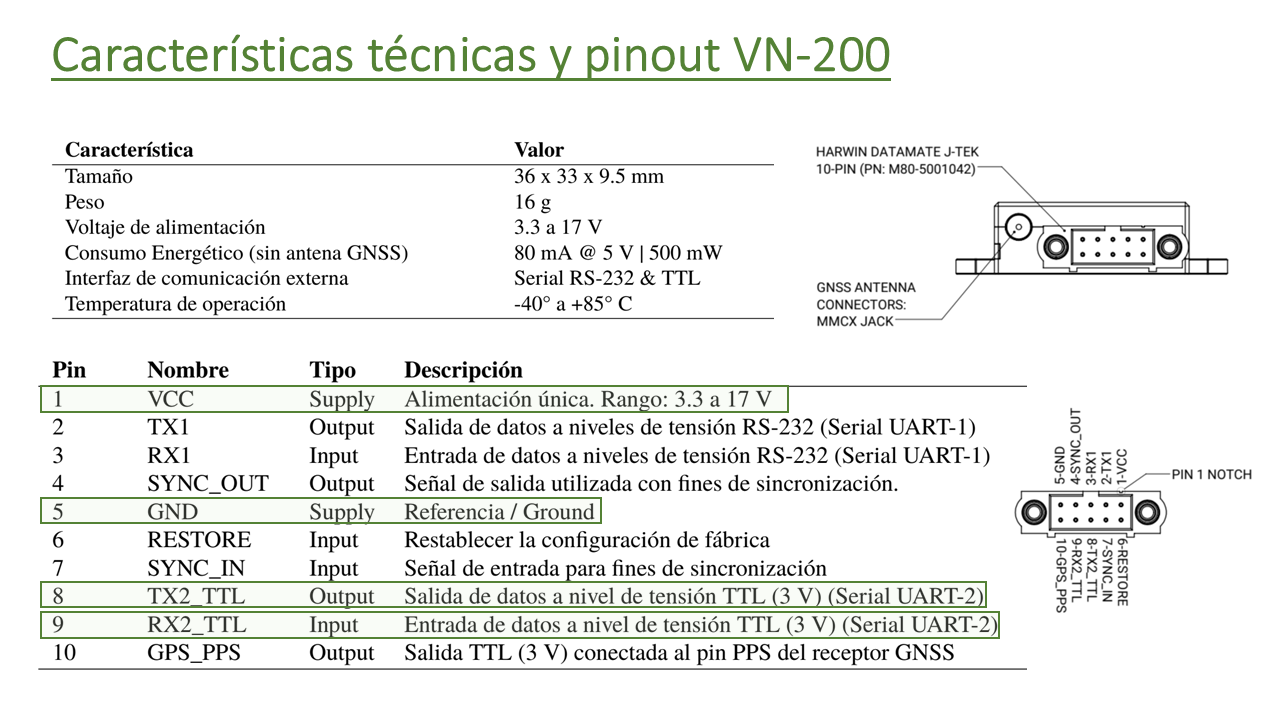 Características técnicas y pinout VN-200
Característica Valor
Tamaño 36 x 33 x 9.5 mm
Peso 16 g
Voltaje de alimentación 3.3 a 17 V
Consumo Energético (sin antena GNSS) 80 mA @ 5 V | 500 mW
Interfaz de comunicación externa Serial RS-232 & TTL
Temperatura de operación -40° a +85° C
HARWIN DATAMATE J-TEK
10-PIN (PN: M80-5001042)
GNSS ANTENNA
CONNECTORS:
MMCX JACK
Pin Nombre Tipo Descripción
1 VCC Supply Alimentación única. Rango: 3.3 a 17 V
2 TX1 Output Salida de datos a niveles de tensión RS-232 (Serial UART-1)
3 RX1 Input Entrada de datos a niveles de tensión RS-232 (Serial UART-1)
4 SYNC_OUT Output Señal de salida utilizada con fines de sincronización.
5 GND Supply Referencia / Ground
6 RESTORE Input Restablecer la configuración de fábrica
7 SYNC_IN Input Señal de entrada para fines de sincronización
8 TX2_TTL Output Salida de datos a nivel de tensión TTL (3 V) (Serial UART-2)
9 RX2_TTL Input Entrada de datos a nivel de tensión TTL (3 V) (Serial UART-2)
10 GPS_PPS Output Salida TTL (3 V) conectada al pin PPS del receptor GNSS
5-GND
4-SYNC_OUT
3-RX1
2-TX1
1-VCC
PIN 1 NOTCH
10-GPS_PPS
9-RX2_TTL
8-TX2_TTL
7-SYNC_IN
6-RESTORE